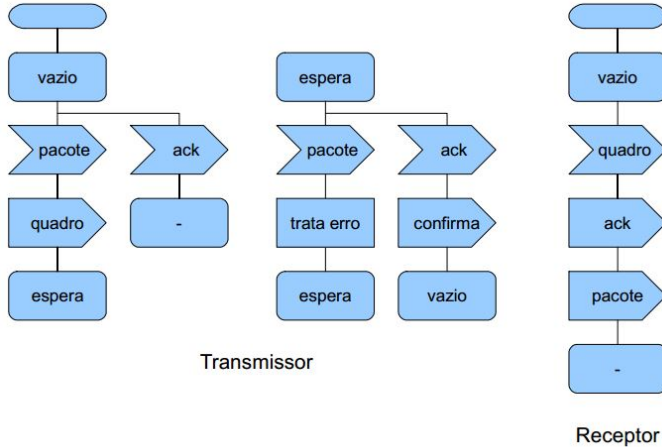 vazio
pacote
ack
quadro
-
espera
espera
pacote
ack
trata erro
confirma
espera
vazio
Transmissor
vazio
quadro
ack
pacote
-
Receptor